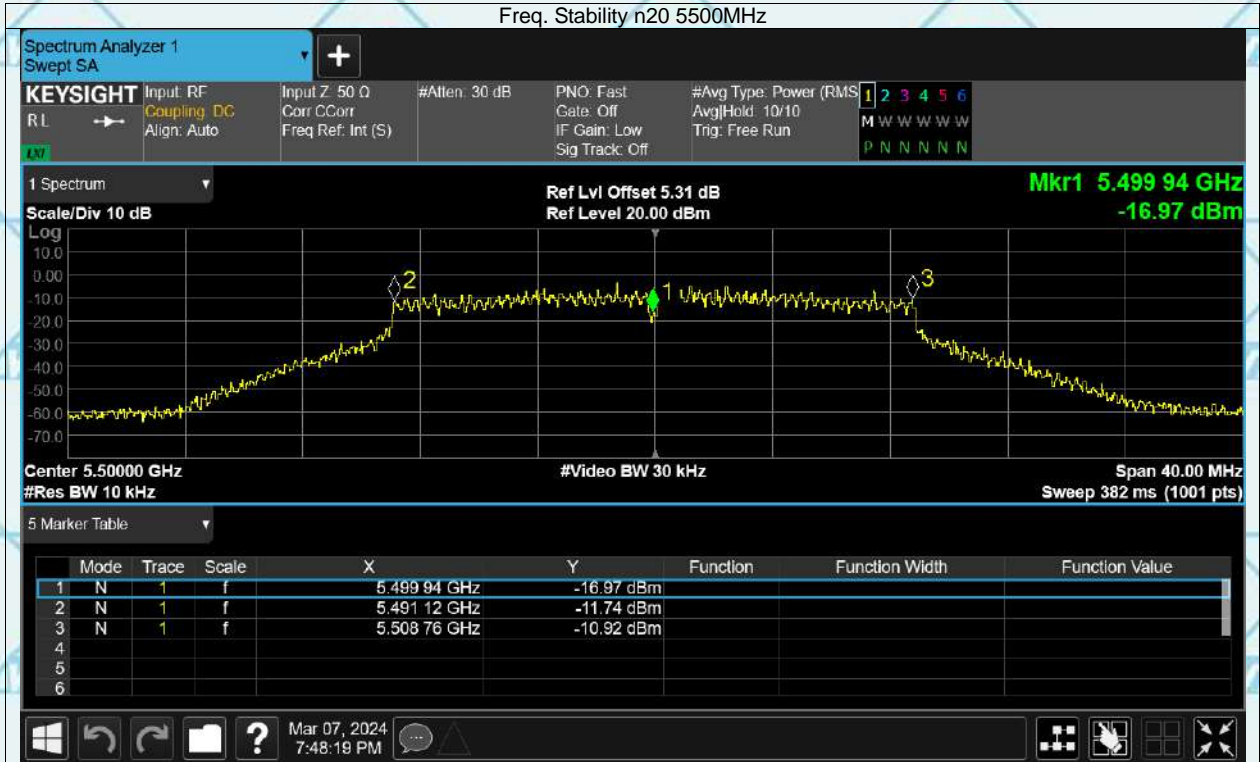 Freq. Stability n20 5500MHz
Spectrum Analyzer 1
Swept SA
+
KEYSIGHT Input: RF Input Z: 50 Ω #Atten: 30 dB PNO: Fast #Avg Type: Power (RMS 1 2 3 4 5 6
RL Coupling: DC Corr CCorr Gate: Off Avg|Hold: 10/10 M W W W W W
Align: Auto Freq Ref: Int (S) IF Gain: Low Trig: Free Run
LXI Sig Track: Off P N N N N N
1 Spectrum Ref Lvl Offset 5.31 dB Mkr1 5.499 94 GHz
Scale/Div 10 dB Ref Level 20.00 dBm -16.97 dBm
Log
10.0
0.00
-10.0
-20.0
-30.0
-40.0
-50.0
-60.0
-70.0
2 1 3
Center 5.50000 GHz #Video BW 30 kHz Span 40.00 MHz
#Res BW 10 kHz Sweep 382 ms (1001 pts)
5 Marker Table
Mode Trace Scale X Y Function Function Width Function Value
1 N 1 f 5.499 94 GHz -16.97 dBm
2 N 1 f 5.491 12 GHz -11.74 dBm
3 N 1 f 5.508 76 GHz -10.92 dBm
4
5
6
? Mar 07, 2024
7:48:19 PM